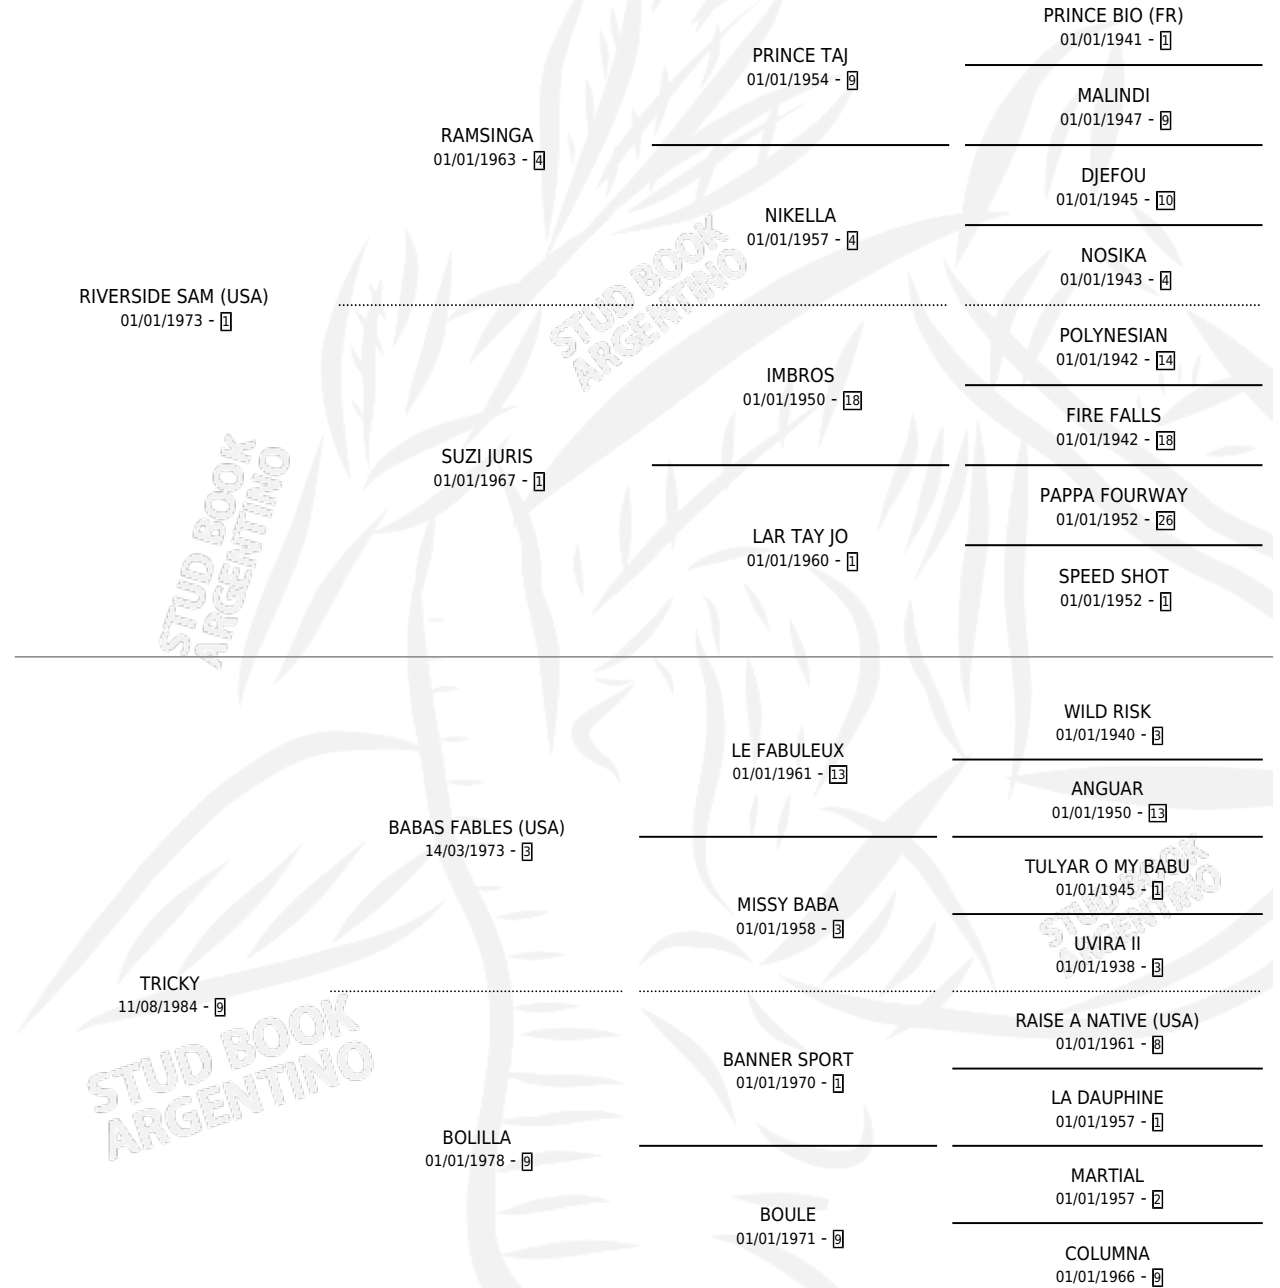 PRINCE BIO (FR)
01/01/1941 - 1
PRINCE TAJ
01/01/1954 - 9
MALINDI
01/01/1947 - 9
RAMSINGA
01/01/1963 - 4
DJEFOU
01/01/1945 - 10
NIKELLA
01/01/1957 - 4
NOSIKA
01/01/1943 - 4
RIVERSIDE SAM (USA)
01/01/1973 - 1
STUD BOOK
ARGENTINO
POLYNESIAN
01/01/1942 - 14
IMBROS
01/01/1950 - 18
FIRE FALLS
01/01/1942 - 18
SUZI JURIS
01/01/1967 - 1
PAPPA FOURWAY
01/01/1952 - 26
LAR TAY JO
01/01/1960 - 1
SPEED SHOT
01/01/1952 - 1
STUD BOOK
ARGENTINO
WILD RISK
01/01/1940 - 3
LE FABULEUX
01/01/1961 - 13
ANGUAR
01/01/1950 - 13
BABAS FABLES (USA)
14/03/1973 - 3
TULYAR O MY BABU
01/01/1945 - 1
MISSY BABA
01/01/1958 - 3
UVIRA II
01/01/1938 - 3
STUD BOOK
ARGENTINO
TRICKY
11/08/1984 - 9
RAISE A NATIVE (USA)
01/01/1961 - 8
BANNER SPORT
01/01/1970 - 1
LA DAUPHINE
01/01/1957 - 1
STUD BOOK
ARGENTINO
BOLILLA
01/01/1978 - 9
MARTIAL
01/01/1957 - 2
BOULE
01/01/1971 - 9
COLUMNA
01/01/1966 - 9